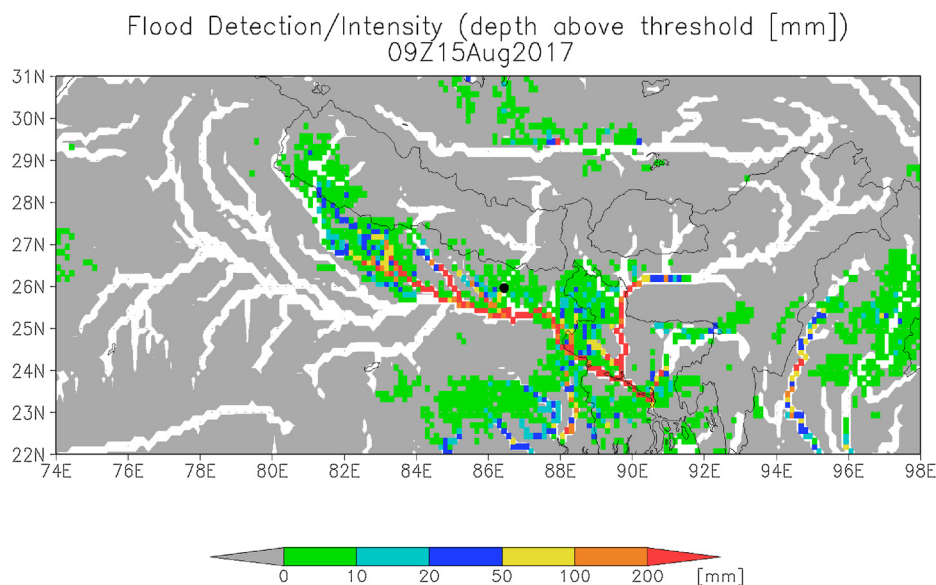 Flood Detection/Intensity (depth above threshold [mm])
09Z15Aug2017
31N
30N
29N
28N
27N
26N
25N
24N
23N
22N
74E 76E 78E 80E 82E 84E 86E 88E 90E 92E 94E 96E 98E
0 10 20 50 100 200 [mm]